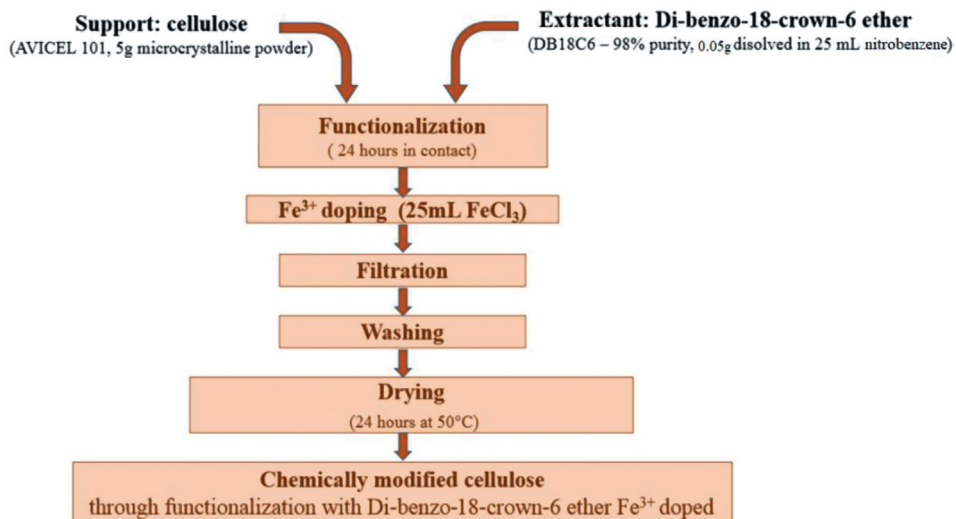 Support: cellulose
(AVICEL 101, 5g microcrystalline powder)
Extractant: Di-benzo-18-crown-6 ether
(DB18C6 – 98% purity, 0.05g disolved in 25 mL nitrobenzene)
Functionalization
( 24 hours in contact)
Fe³⁺ doping (25mL FeCl₃)
Filtration
Washing
Drying
(24 hours at 50°C)
Chemically modified cellulose
through functionalization with Di-benzo-18-crown-6 ether Fe³⁺ doped